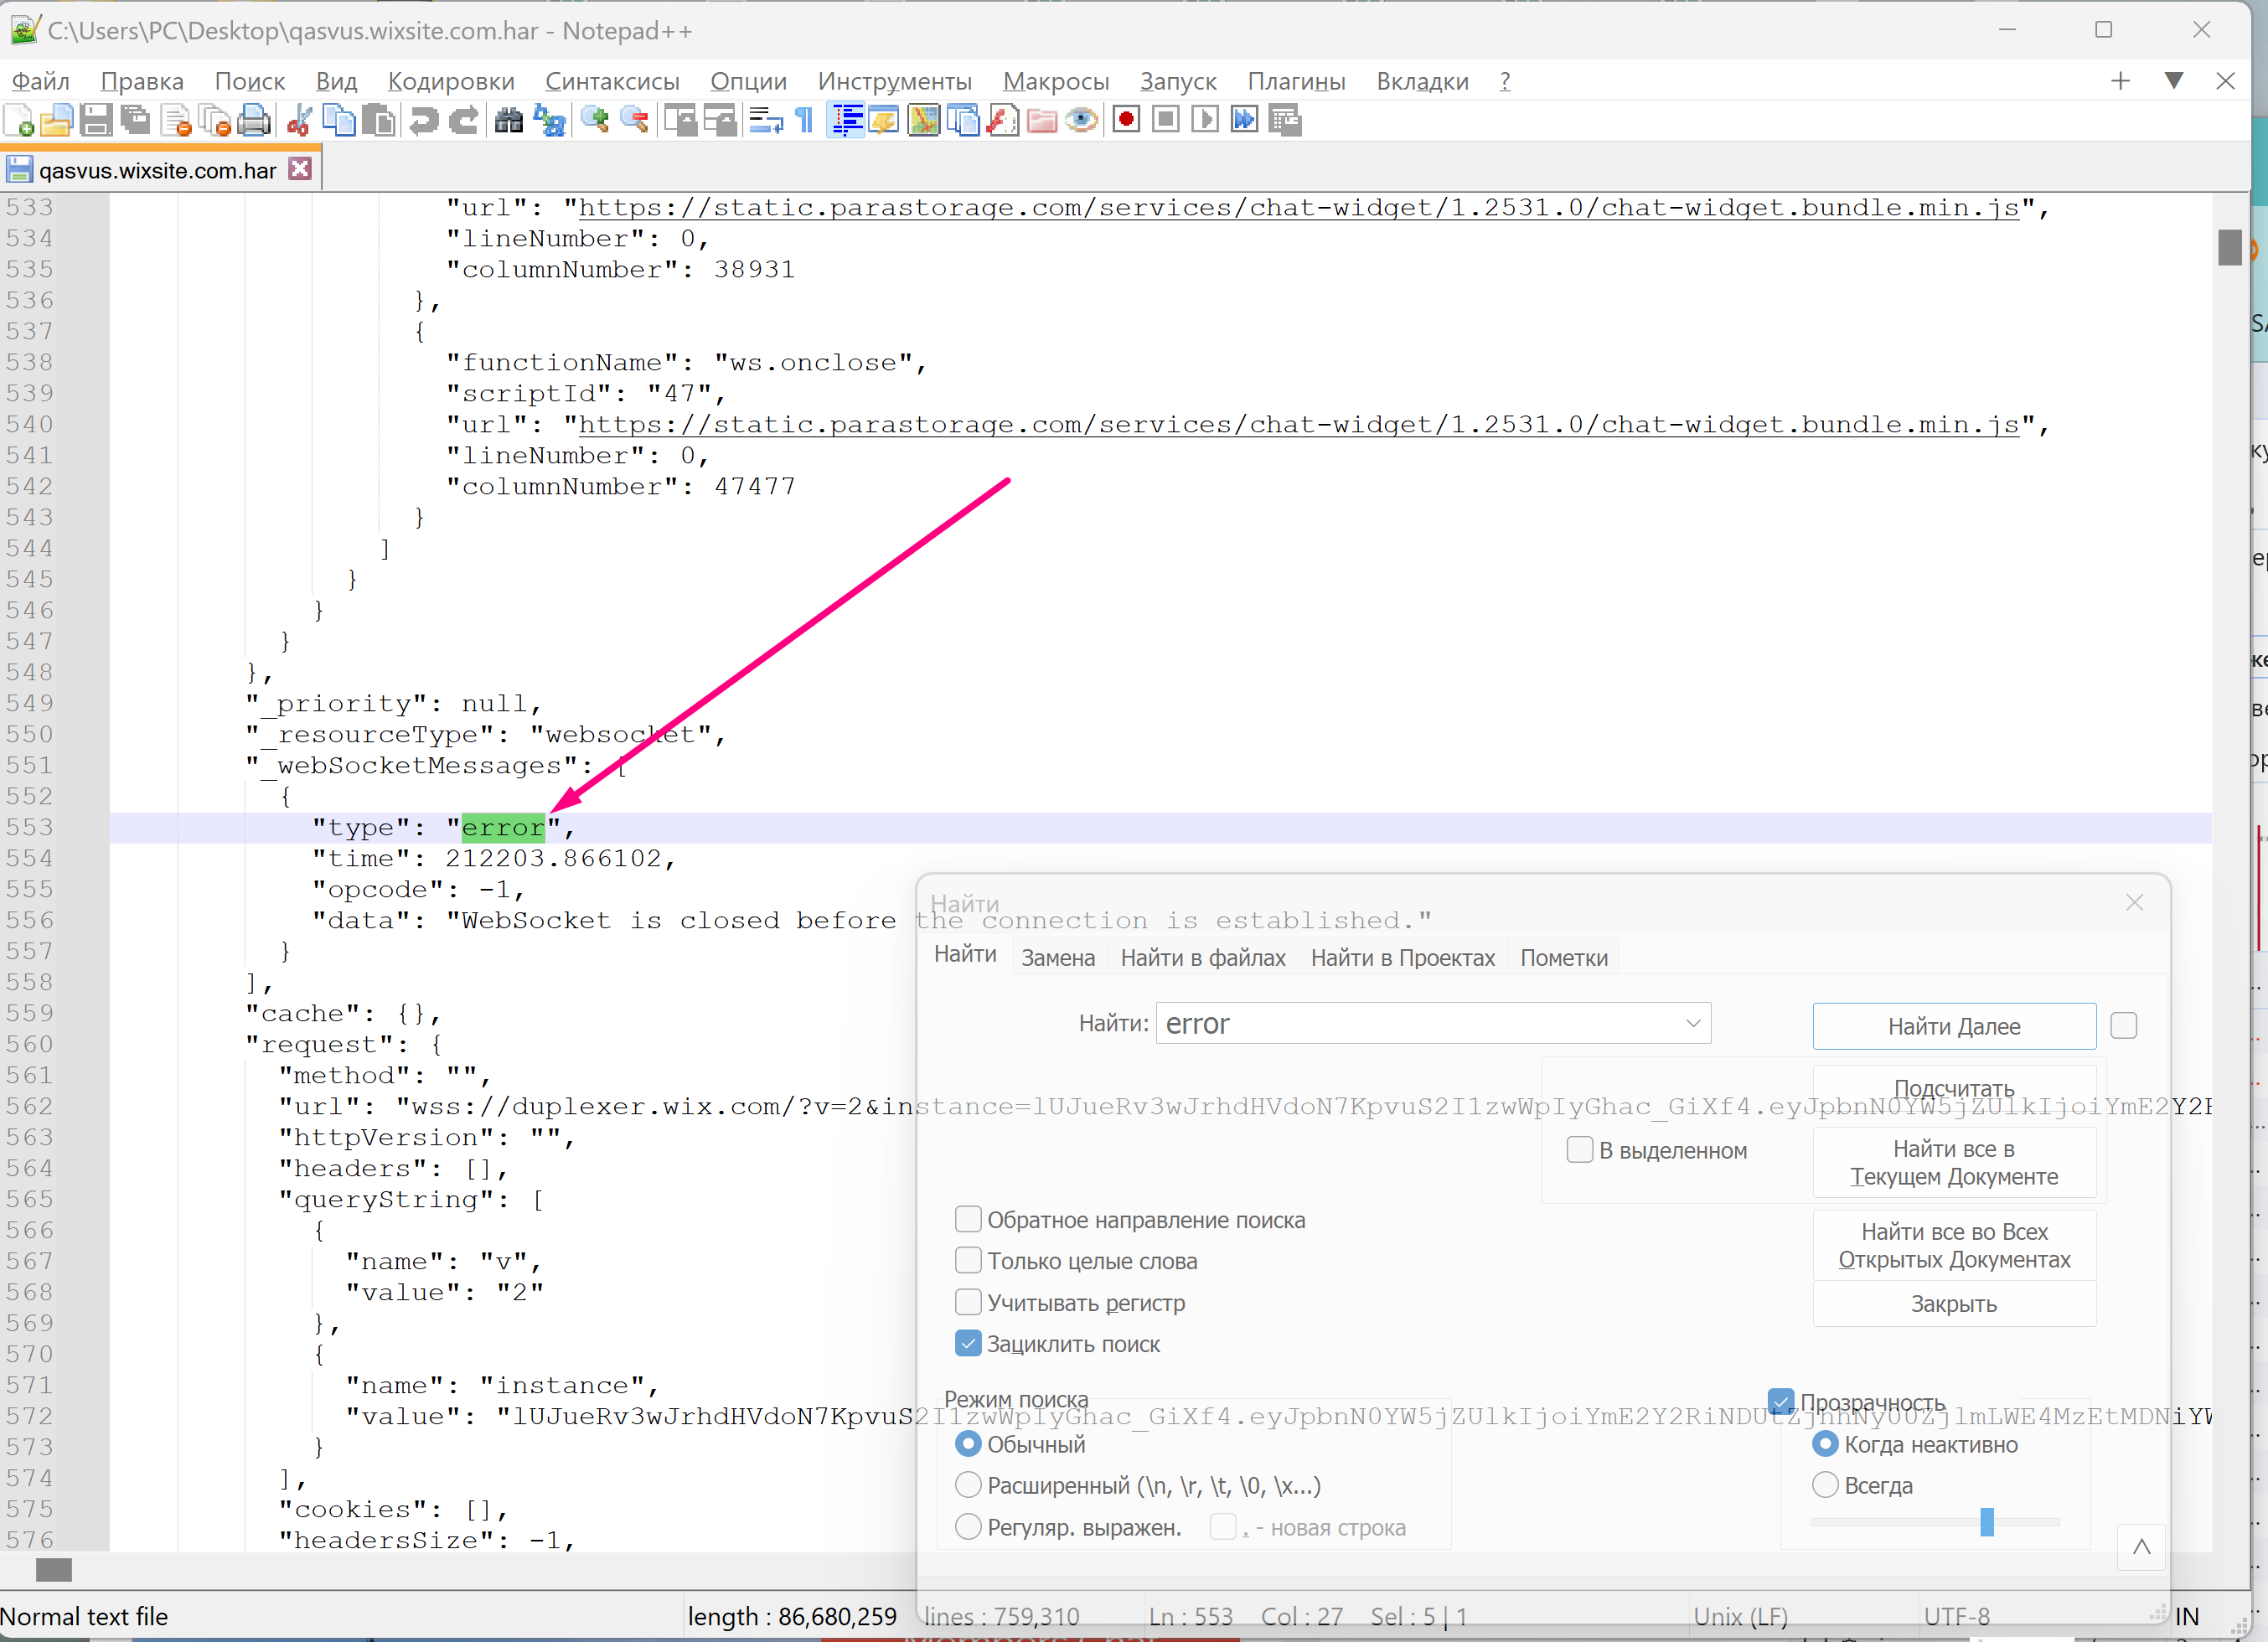 C:\Users\PC\Desktop\qasvus.wixsite.com.har - Notepad++
Файл Правка Поиск Вид Кодировки Синтаксисы Опции Инструменты Макросы Запуск Плагины Вкладки ?
qasvus.wixsite.com.har
533 "url": "https://static.parastorage.com/services/chat-widget/1.2531.0/chat-widget.bundle.min.js",
534 "lineNumber": 0,
535 "columnNumber": 38931
536 },
537 {
538 "functionName": "ws.onclose",
539 "scriptId": "47",
540 "url": "https://static.parastorage.com/services/chat-widget/1.2531.0/chat-widget.bundle.min.js",
541 "lineNumber": 0,
542 "columnNumber": 47477
543 }
544 ]
545 }
546 }
547 }
548 },
549 "_priority": null,
550 "_resourceType": "websocket",
551 "_webSocketMessages": [
552 {
553 "type": "error",
554 "time": 212203.866102,
555 "opcode": -1,
556 "data": "WebSocket is closed before the connection is established."
557 }
558 ],
559 "cache": {},
560 "request": {
561 "method": "",
562 "url": "wss://duplexer.wix.com/?v=2&instance=
563 "httpVersion": "",
564 "headers": [],
565 "queryString": [
566 {
567 "name": "v",
568 "value": "2"
569 },
570 {
571 "name": "instance",
572 "value":
573 }
574 ],
575 "cookies": [],
576 "headersSize": -1,
Найти
Найти Замена Найти в файлах Найти в Проектах Пометки
Найти: error
Найти Далее
Подсчитать
В выделенном
Найти все в
Текущем Документе
Обратное направление поиска
Найти все во Всех
Открытых Документах
Только целые слова
Учитывать регистр
Закрыть
Зациклить поиск
Режим поиска
Прозрачность
Обычный
Когда неактивно
Расширенный (\n, \r, \t, \0, \x...)
Всегда
Регуляр. выражен.
. - новая строка
Normal text file length : 86,680,259 lines : 759,310 Ln : 553 Col : 27 Sel : 5 | 1 Unix (LF) UTF-8 IN